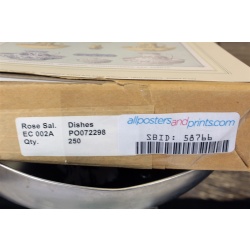 Rose Sal. Dishes
EC 002A PO072298
Qty. 250
allpostersandprints.com
SBID: 58766